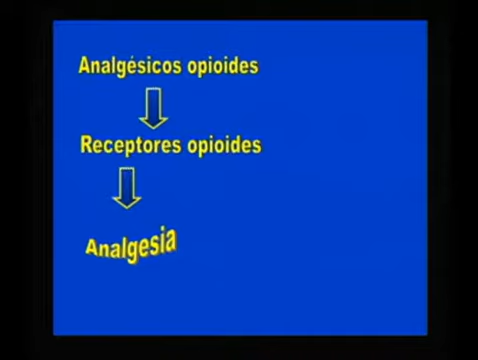 Analgésicos opioides
Receptores opioides
Analgesia